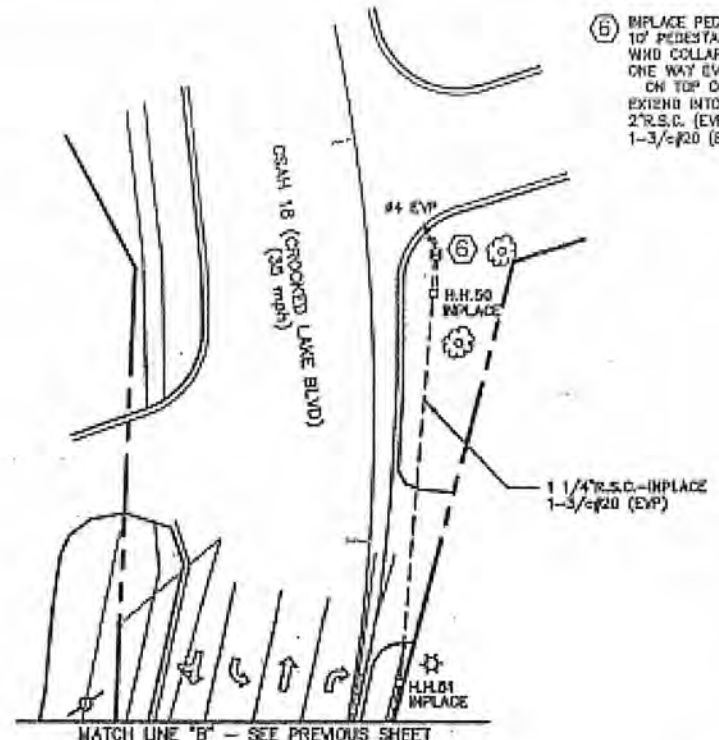 6
INPLACE PED
10' PEDESTA
WND COLLAR
ONE WAY EV
ON TOP O
EXTEND INTO
2"R.S.C. (EV
1-3/c#20 (E
CSAH 18 (CROOKED LAKE BLVD)
(35 mph)
#4 EVP
6
H.H.50
INPLACE
1 1/4"R.S.C.-INPLACE
1-3/c#20 (EVP)
H.H.51
INPLACE
MATCH LINE "B" - SEE PREVIOUS SHEET